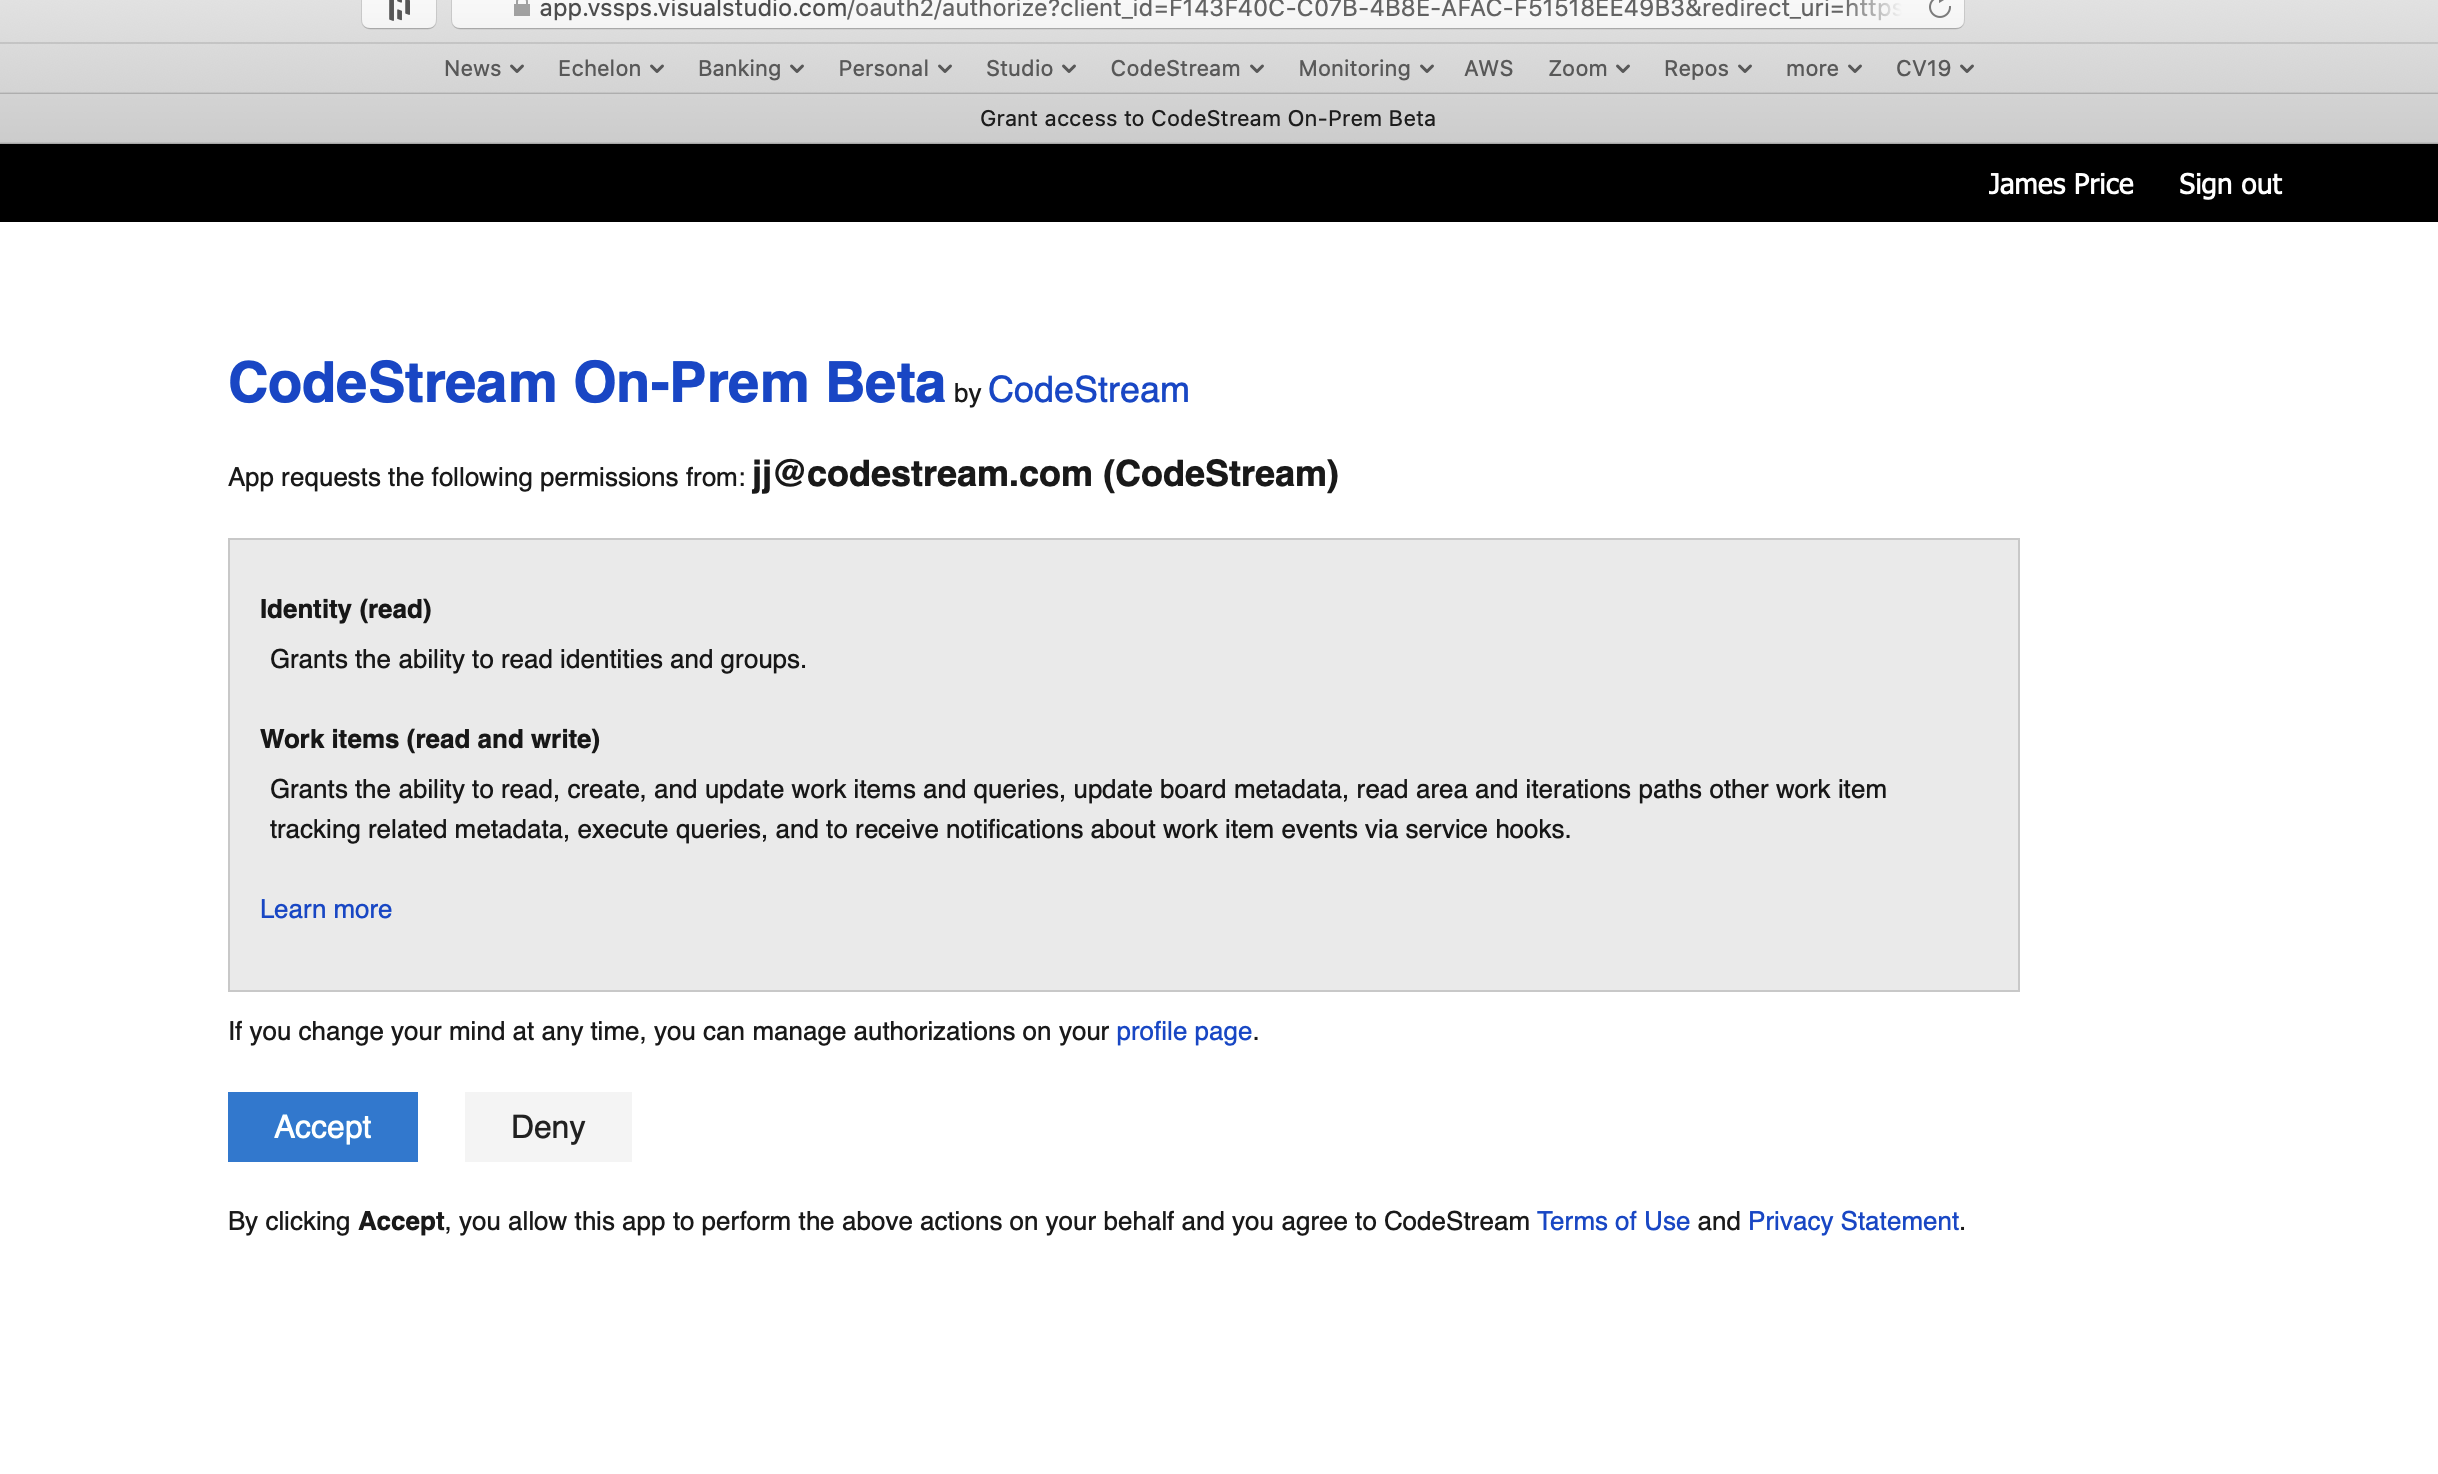 app.vssps.visualstudio.com/oauth2/authorize?client_id=F143F40C-C07B-4B8E-AFAC-F51518EE49B3&redirect_uri=https
News Echelon Banking Personal Studio CodeStream Monitoring AWS Zoom Repos more CV19
Grant access to CodeStream On-Prem Beta
James Price Sign out
CodeStream On-Prem Beta by CodeStream
App requests the following permissions from: jj@codestream.com (CodeStream)
Identity (read)
Grants the ability to read identities and groups.
Work items (read and write)
Grants the ability to read, create, and update work items and queries, update board metadata, read area and iterations paths other work item
tracking related metadata, execute queries, and to receive notifications about work item events via service hooks.
Learn more
If you change your mind at any time, you can manage authorizations on your profile page.
Accept Deny
By clicking Accept, you allow this app to perform the above actions on your behalf and you agree to CodeStream Terms of Use and Privacy Statement.